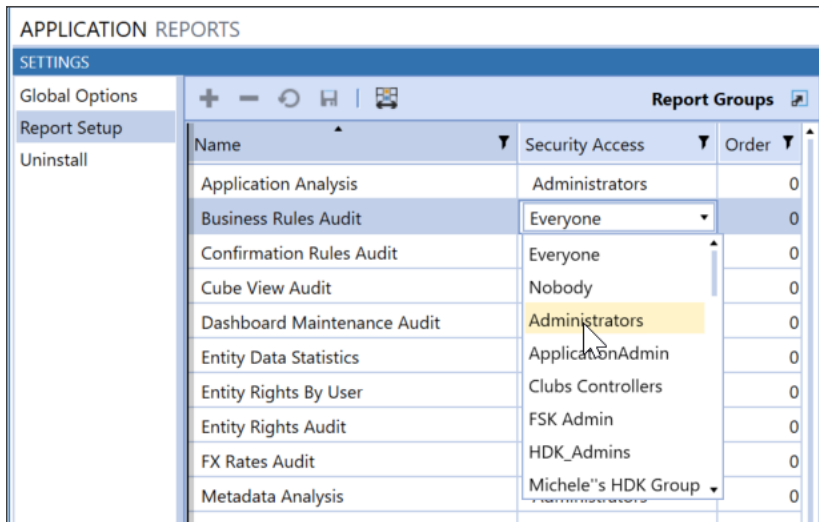 APPLICATION REPORTS
SETTINGS
Global Options
Report Setup
Uninstall
Report Groups
Name Security Access Order
Application Analysis Administrators 0
Business Rules Audit Everyone 0
Confirmation Rules Audit 0
Cube View Audit 0
Dashboard Maintenance Audit 0
Entity Data Statistics 0
Entity Rights By User 0
Entity Rights Audit 0
FX Rates Audit 0
Metadata Analysis 0
Everyone
Nobody
Administrators
ApplicationAdmin
Clubs Controllers
FSK Admin
HDK_Admins
Michele''s HDK Group